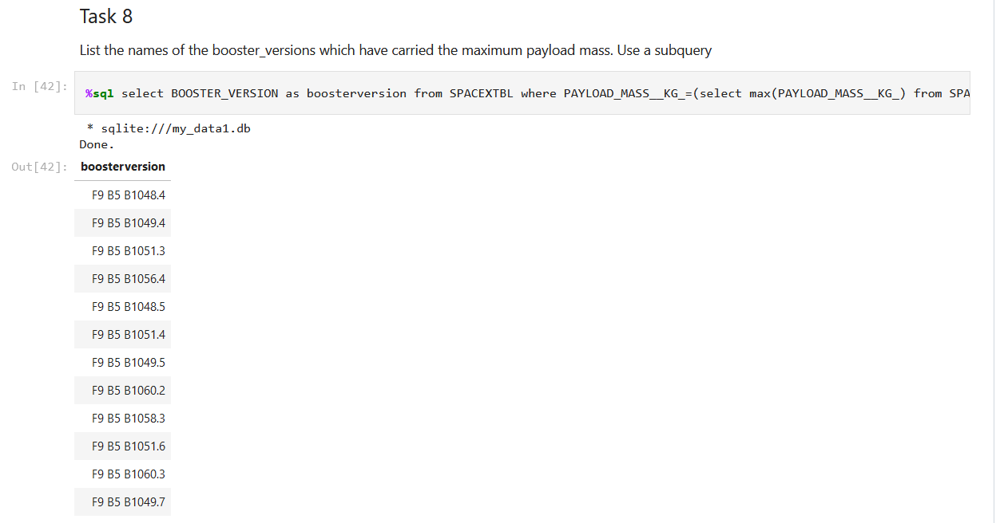 Task 8
List the names of the booster_versions which have carried the maximum payload mass. Use a subquery
In [42]:
%sql select BOOSTER_VERSION as boosterversion from SPACEXTBL where PAYLOAD_MASS__KG_=(select max(PAYLOAD_MASS__KG_) from SPA
* sqlite:///my_data1.db
Done.
Out[42]:
boosterversion
F9 B5 B1048.4
F9 B5 B1049.4
F9 B5 B1051.3
F9 B5 B1056.4
F9 B5 B1048.5
F9 B5 B1051.4
F9 B5 B1049.5
F9 B5 B1060.2
F9 B5 B1058.3
F9 B5 B1051.6
F9 B5 B1060.3
F9 B5 B1049.7